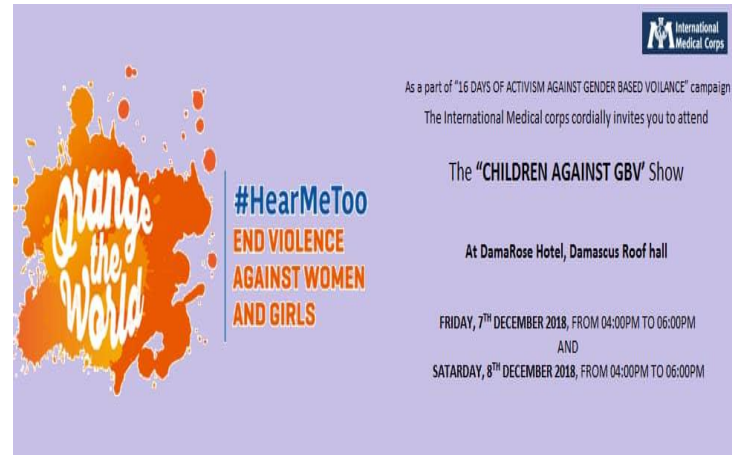 International
Medical Corps
As a part of “16 DAYS OF ACTIVISM AGAINST GENDER BASED VOILANCE” campaign
The International Medical corps cordially invites you to attend
The “CHILDREN AGAINST GBV’ Show
At DamaRose Hotel, Damascus Roof hall
FRIDAY, 7TH DECEMBER 2018, FROM 04:00PM TO 06:00PM
AND
SATARDAY, 8TH DECEMBER 2018, FROM 04:00PM TO 06:00PM
Orange
the
World
#HearMeToo
END VIOLENCE
AGAINST WOMEN
AND GIRLS